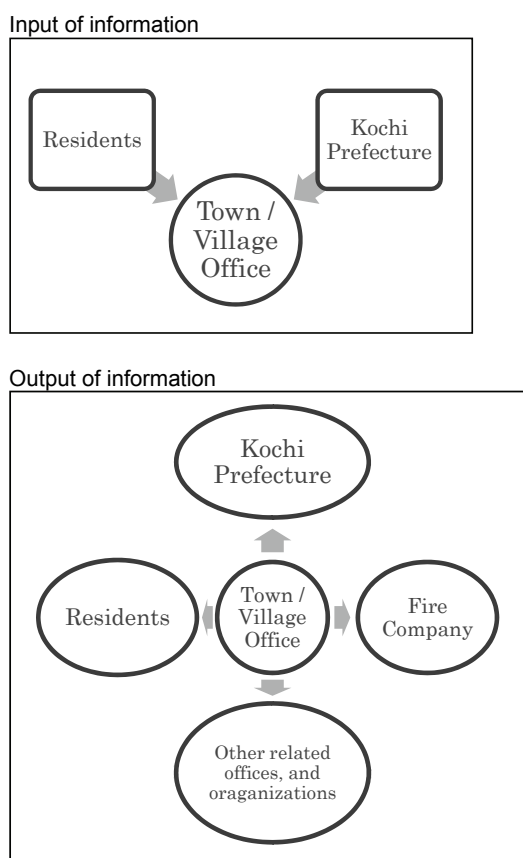 Input of information
Residents
Kochi
Prefecture
Town /
Village
Office
Output of information
Kochi
Prefecture
Residents
Town /
Village
Office
Fire
Company
Other related
offices, and
oraganizations